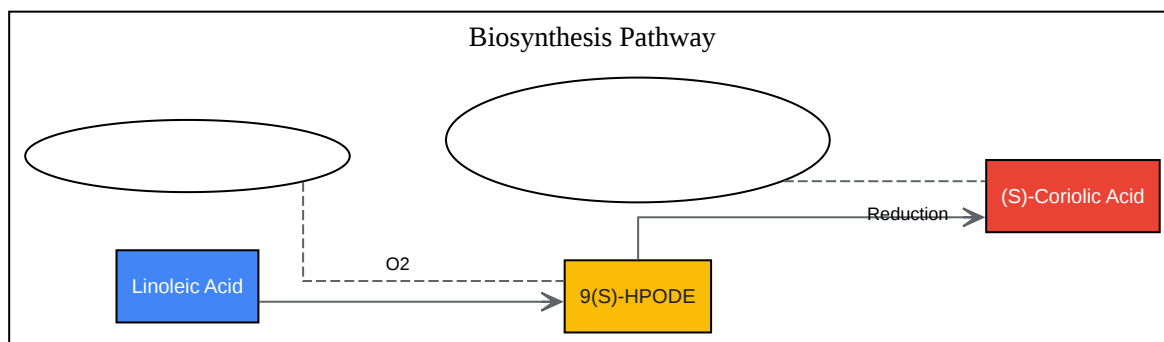 Biosynthesis Pathway
(S)-Coriolic Acid
Reduction
O2
Linoleic Acid
9(S)-HPODE